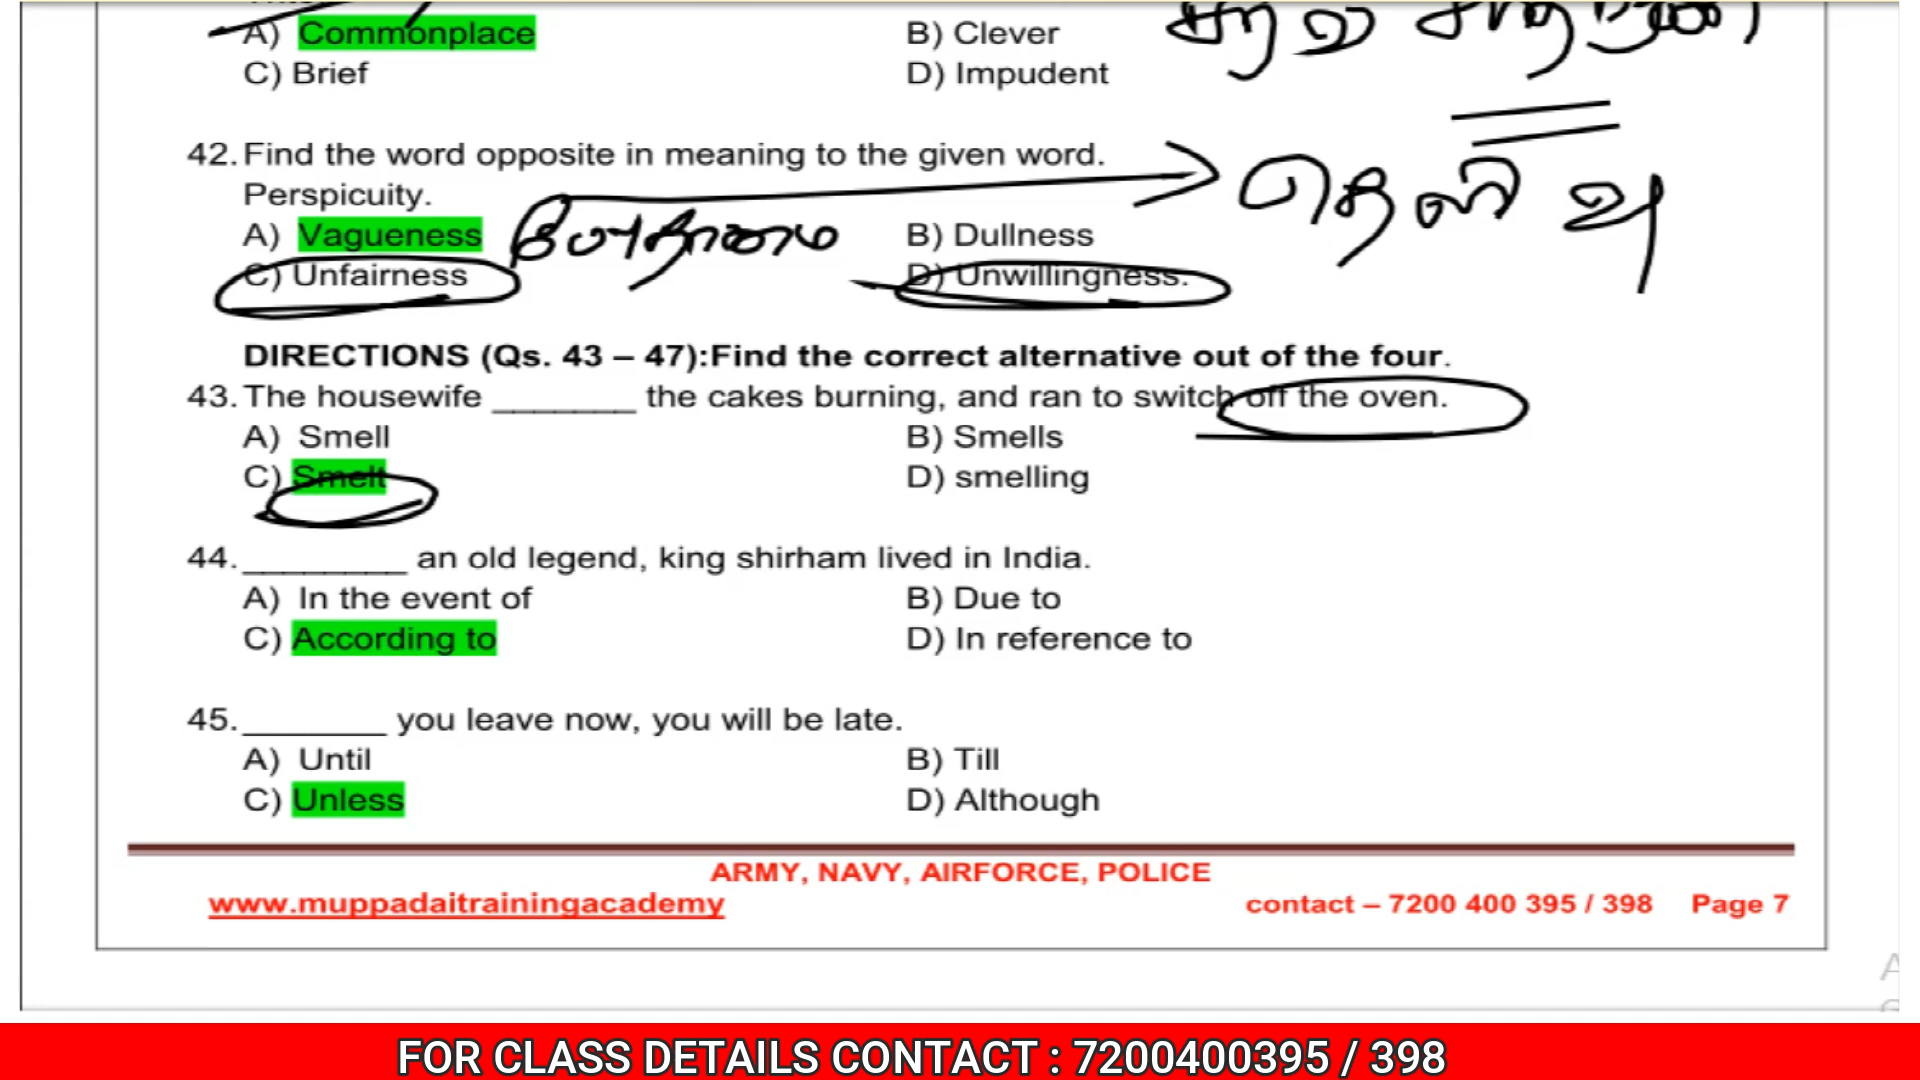 A) Commonplace B) Clever
C) Brief D) Impudent
42. Find the word opposite in meaning to the given word.
Perspicuity. தெளிவு
A) Vagueness B) Dullness
C) Unfairness D) Unwillingness.
DIRECTIONS (Qs. 43 – 47):Find the correct alternative out of the four.
43. The housewife _______ the cakes burning, and ran to switch off the oven.
A) Smell B) Smells
C) Smelt D) smelling
44. ________ an old legend, king shirham lived in India.
A) In the event of B) Due to
C) According to D) In reference to
45. _______ you leave now, you will be late.
A) Until B) Till
C) Unless D) Although
ARMY, NAVY, AIRFORCE, POLICE
www.muppadaitrainingacademy contact – 7200 400 395 / 398 Page 7
FOR CLASS DETAILS CONTACT : 7200400395 / 398